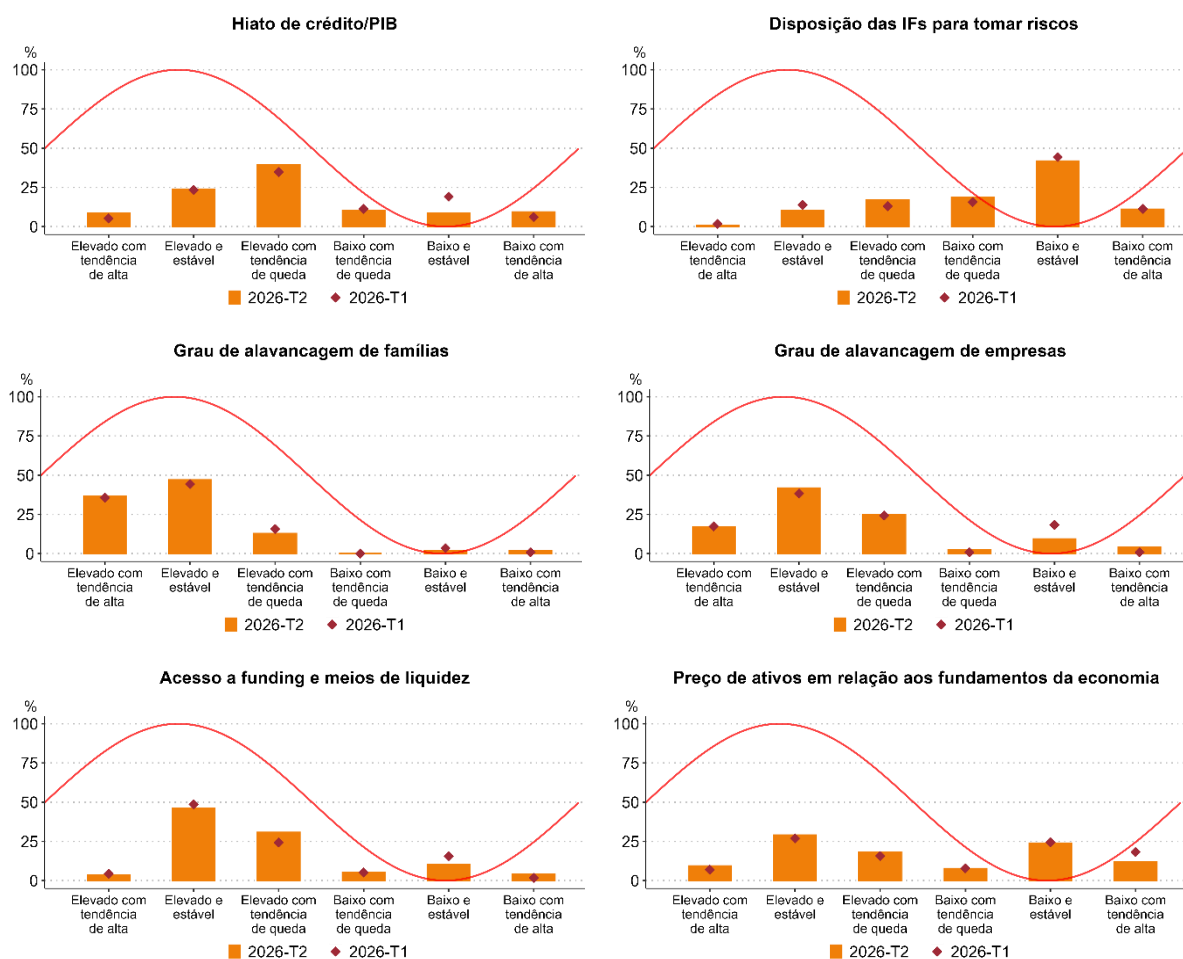 Hiato de crédito/PIB
%
100
75
50
25
0
Elevado com tendência de alta
Elevado e estável
Elevado com tendência de queda
Baixo com tendência de queda
Baixo e estável
Baixo com tendência de alta
2026-T2 2026-T1
Disposição das IFs para tomar riscos
%
100
75
50
25
0
Elevado com tendência de alta
Elevado e estável
Elevado com tendência de queda
Baixo com tendência de queda
Baixo e estável
Baixo com tendência de alta
2026-T2 2026-T1
Grau de alavancagem de famílias
%
100
75
50
25
0
Elevado com tendência de alta
Elevado e estável
Elevado com tendência de queda
Baixo com tendência de queda
Baixo e estável
Baixo com tendência de alta
2026-T2 2026-T1
Grau de alavancagem de empresas
%
100
75
50
25
0
Elevado com tendência de alta
Elevado e estável
Elevado com tendência de queda
Baixo com tendência de queda
Baixo e estável
Baixo com tendência de alta
2026-T2 2026-T1
Acesso a funding e meios de liquidez
%
100
75
50
25
0
Elevado com tendência de alta
Elevado e estável
Elevado com tendência de queda
Baixo com tendência de queda
Baixo e estável
Baixo com tendência de alta
2026-T2 2026-T1
Preço de ativos em relação aos fundamentos da economia
%
100
75
50
25
0
Elevado com tendência de alta
Elevado e estável
Elevado com tendência de queda
Baixo com tendência de queda
Baixo e estável
Baixo com tendência de alta
2026-T2 2026-T1